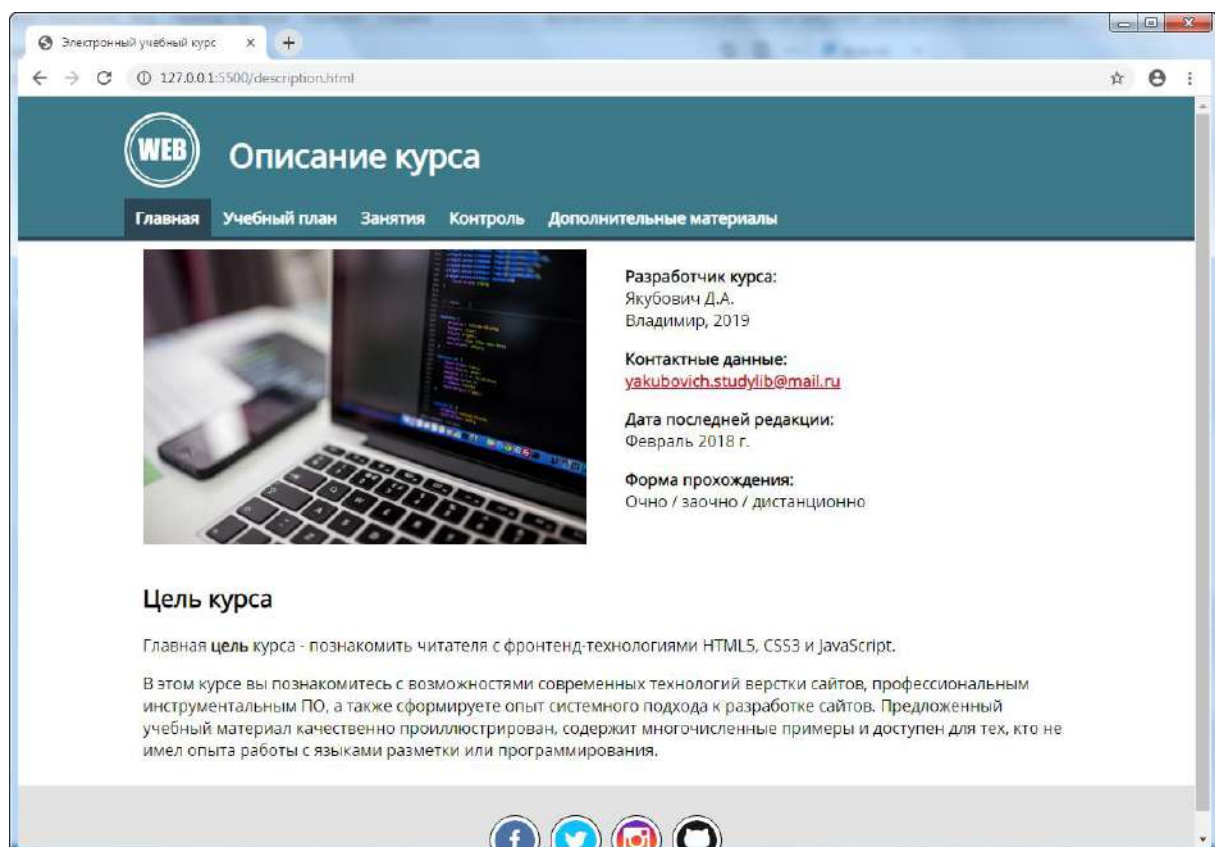 Электронный учебный курс
127.0.0.1:5500/description.html
WEB
Описание курса
Главная Учебный план Занятия Контроль Дополнительные материалы
Разработчик курса:
Якубович Д.А.
Владимир, 2019
Контактные данные:
yakubovich.studylib@mail.ru
Дата последней редакции:
Февраль 2018 г.
Форма прохождения:
Очно / заочно / дистанционно
Цель курса
Главная цель курса - познакомить читателя с фронтенд-технологиями HTML5, CSS3 и JavaScript.
В этом курсе вы познакомитесь с возможностями современных технологий верстки сайтов, профессиональным
инструментальным ПО, а также сформируете опыт системного подхода к разработке сайтов. Предложенный
учебный материал качественно проиллюстрирован, содержит многочисленные примеры и доступен для тех, кто не
имел опыта работы с языками разметки или программирования.